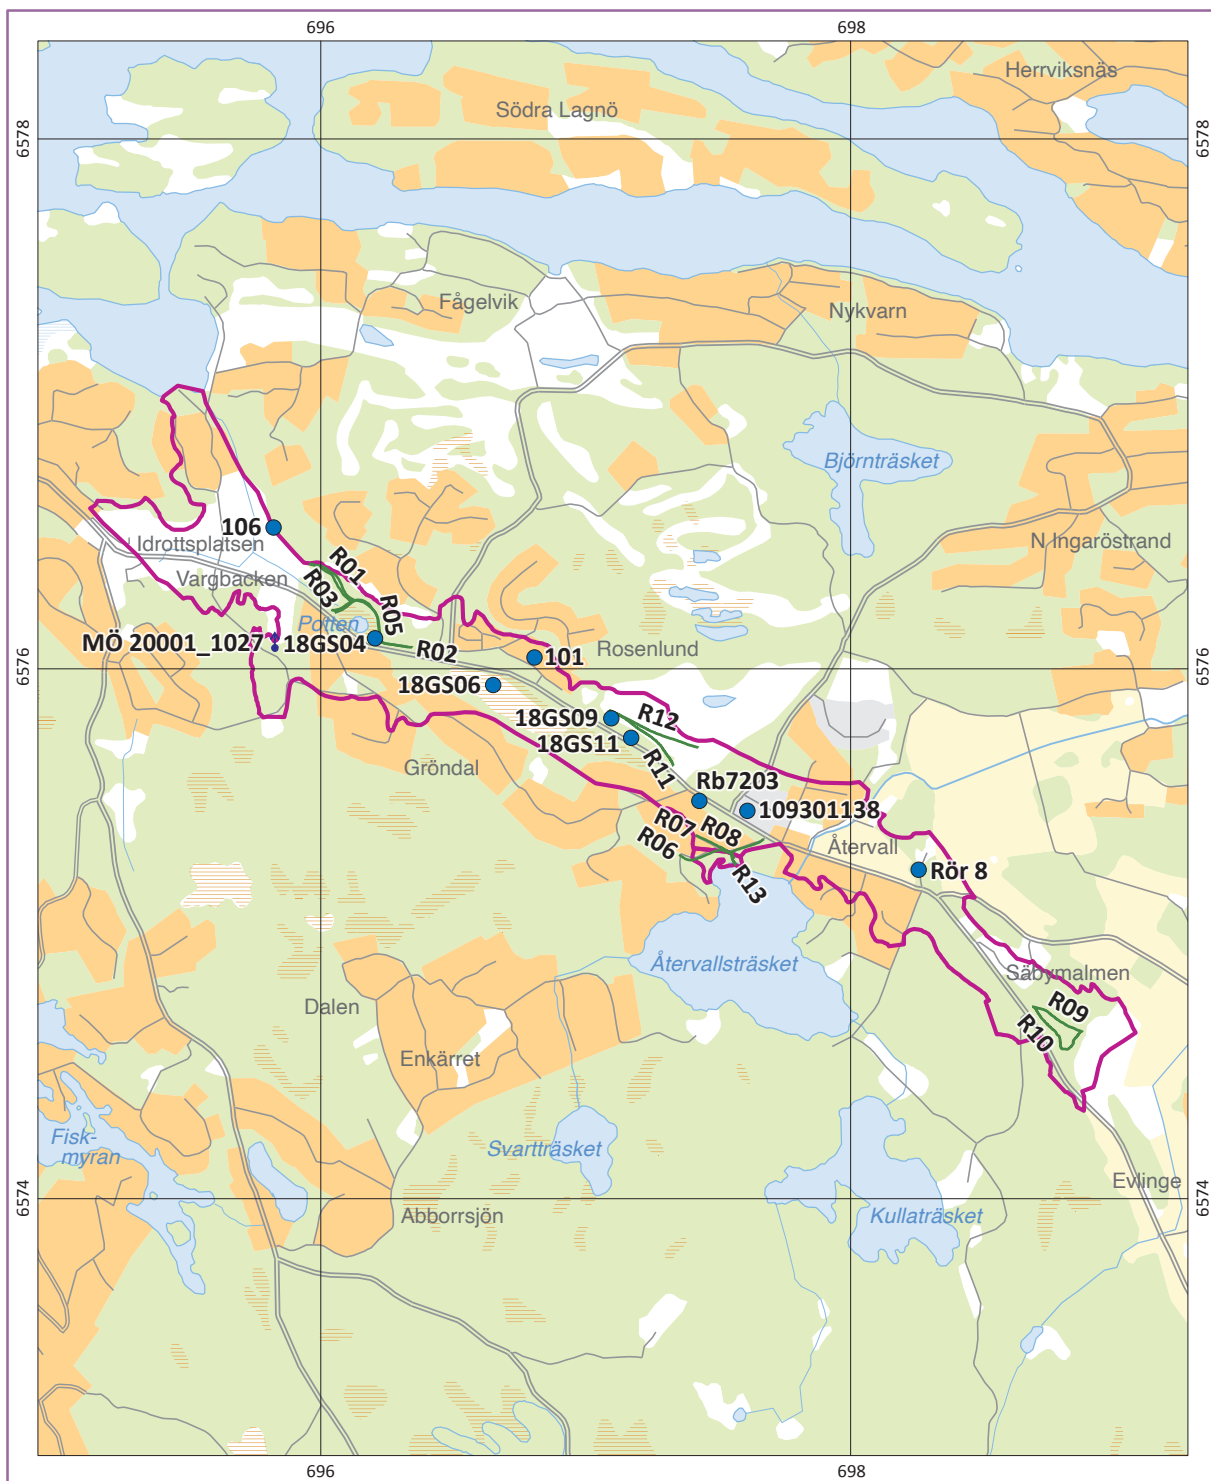 696
698
Herrviksnäs
Södra Lagnö
6578
6578
Fågelvik
Nykvarn
Björnträsket
106
Idrottsplatsen
N Ingaröstrand
Vargbacken
R01
R03
R05
Potten
MÖ 20001_1027
18GS04
R02
101
Rosenlund
6576
6576
18GS06
18GS09
R12
18GS11
R11
Gröndal
Rb7203
109301138
R07
R08
R06
R13
Återvall
Rör 8
Återvallsträsket
Säbymalmen
R09
R10
Dalen
Enkärret
Fisk-
myran
Svartträsket
Evlinge
6574
6574
Abborrsjön
Kullaträsket
696
698